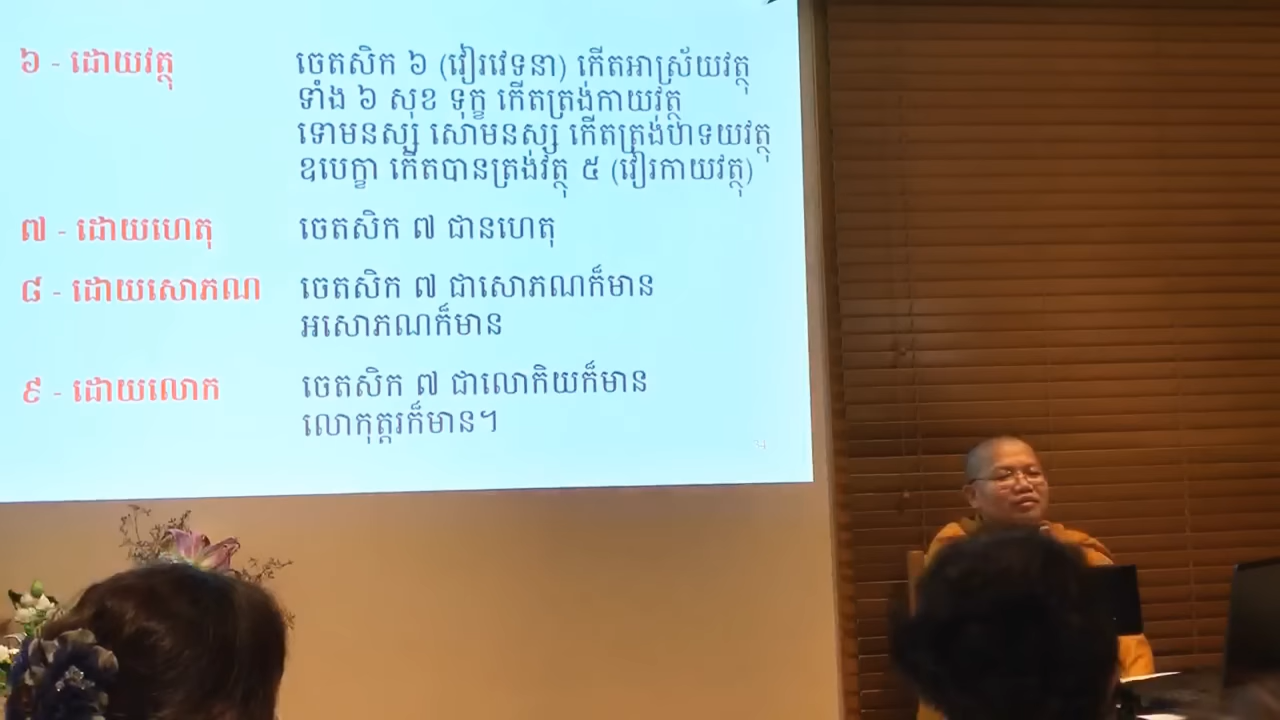 ៦ - ដោយវត្ថុ ចេតសិក ៦ (វៀរវេទនា) កើតអាស្រ័យវត្ថុ
ទាំង ៦ សុខ ទុក្ខ កើតត្រង់កាយវត្ថុ
ទោមនស្ស សោមនស្ស កើតត្រង់ហទយវត្ថុ
ឧបេក្ខា កើតបានត្រង់វត្ថុ ៥ (វៀរកាយវត្ថុ)
៧ - ដោយហេតុ ចេតសិក ៧ ជានហេតុ
៨ - ដោយសោភណ ចេតសិក ៧ ជាសោភណក៏មាន
អសោភណក៏មាន
៩ - ដោយលោក ចេតសិក ៧ ជាលោកិយក៏មាន
លោកុត្តរក៏មាន។